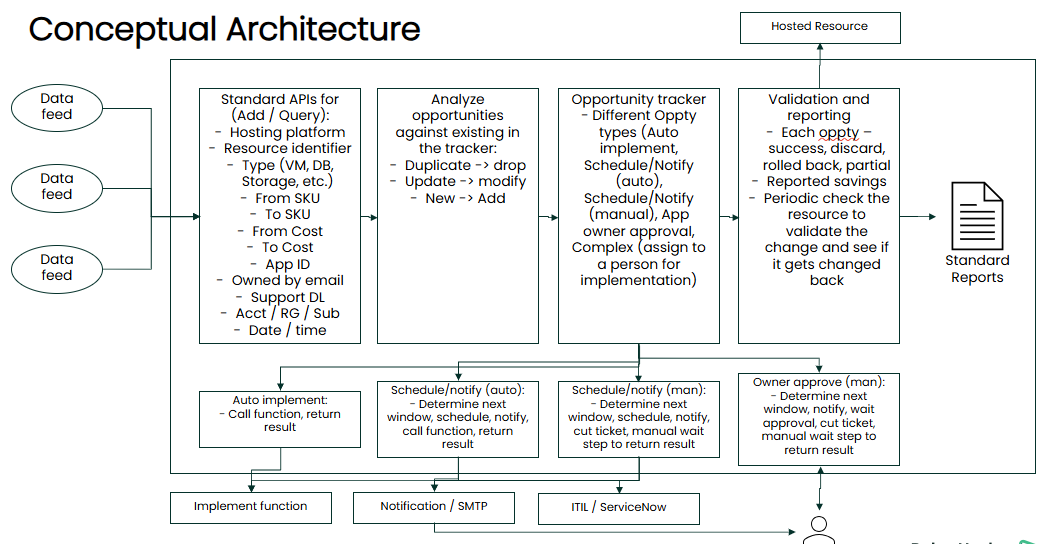 Conceptual Architecture
Hosted Resource
Data
feed
Data
feed
Data
feed
Standard APIs for
(Add / Query):
- Hosting platform
- Resource identifier
- Type (VM, DB,
Storage, etc.)
- From SKU
- To SKU
- From Cost
- To Cost
- App ID
- Owned by email
- Support DL
- Acct / RG / Sub
- Date / time
Analyze
opportunities
against existing in
the tracker:
- Duplicate -> drop
- Update -> modify
- New -> Add
Opportunity tracker
- Different Oppty
types (Auto
implement,
Schedule/Notify
(auto),
Schedule/Notify
(manual), App
owner approval,
Complex (assign to
a person for
implementation)
Validation and
reporting
- Each oppty –
success, discard,
rolled back, partial
- Reported savings
- Periodic check the
resource to
validate the
change and see if
it gets changed
back
Standard
Reports
Auto implement:
- Call function, return
result
Schedule/notify (auto):
- Determine next
window, schedule, notify,
call function, return
result
Schedule/notify (man):
- Determine next
window, schedule, notify,
cut ticket, manual wait
step to return result
Owner approve (man):
- Determine next
window, notify, wait
approval, cut ticket,
manual wait step to
return result
Implement function
Notification / SMTP
ITIL / ServiceNow